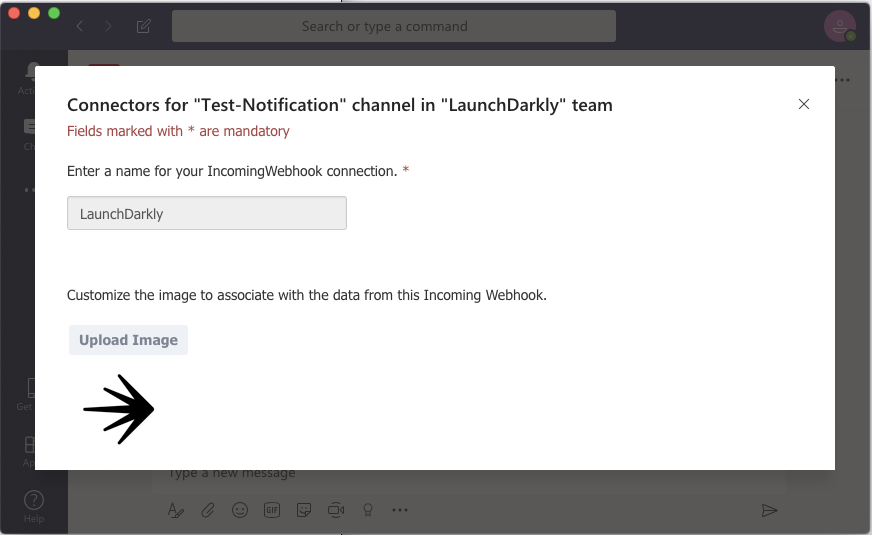 Search or type a command
Connectors for "Test-Notification" channel in "LaunchDarkly" team
Fields marked with * are mandatory
Enter a name for your IncomingWebhook connection. *
LaunchDarkly
Customize the image to associate with the data from this Incoming Webhook.
Upload Image
Type a new message
GIF
Help